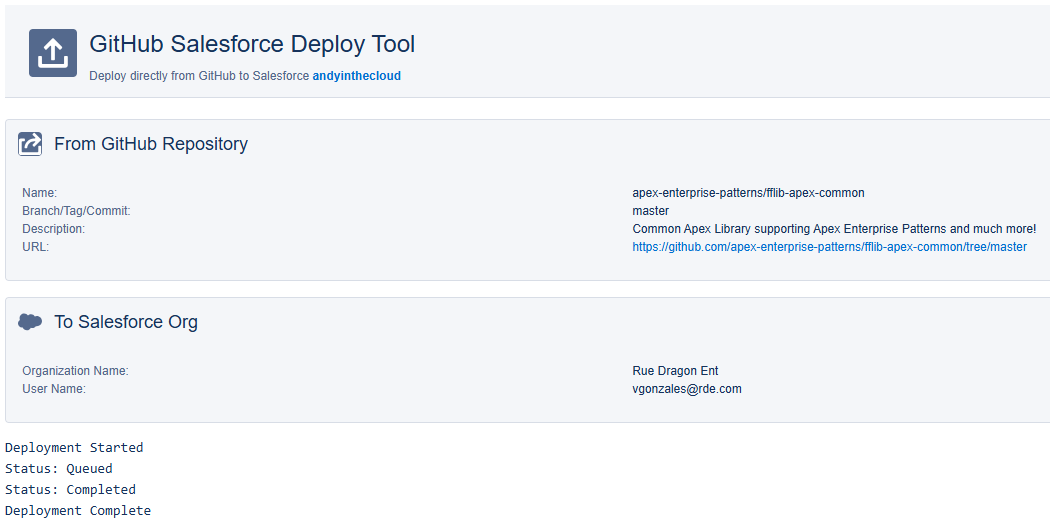 GitHub Salesforce Deploy Tool
Deploy directly from GitHub to Salesforce andyinthecloud
From GitHub Repository
Name: apex-enterprise-patterns/fflib-apex-common
Branch/Tag/Commit: master
Description: Common Apex Library supporting Apex Enterprise Patterns and much more!
URL: https://github.com/apex-enterprise-patterns/fflib-apex-common/tree/master
To Salesforce Org
Organization Name: Rue Dragon Ent
User Name: vgonzales@rde.com
Deployment Started
Status: Queued
Status: Completed
Deployment Complete